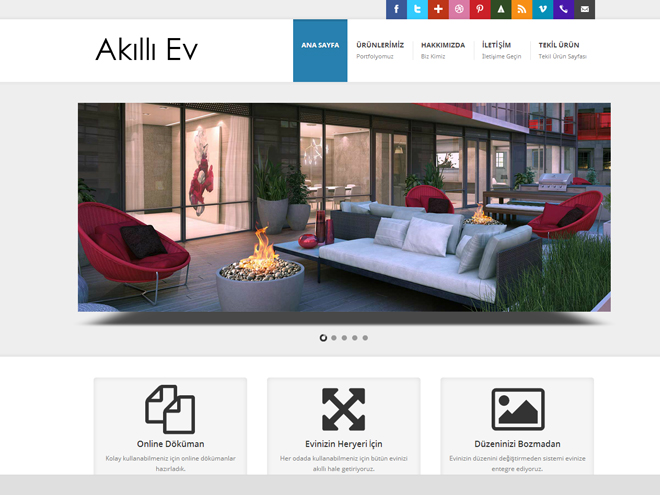 Akıllı Ev
ANA SAYFA
ÜRÜNLERİMİZ
Portfolyomuz
HAKKIMIZDA
Biz Kimiz
İLETİŞİM
İletişime Geçin
TEKİL ÜRÜN
Tekil Ürün Sayfası
Online Döküman
Kolay kullanabilmeniz için online dökümanlar
hazırladık.
Evinizin Heryeri İçin
Her odada kullanabilmeniz için bütün evinizi
akıllı hale getiriyoruz.
Düzeninizi Bozmadan
Evinizin düzenini değiştirmeden sistemi evinize
entegre ediyoruz.